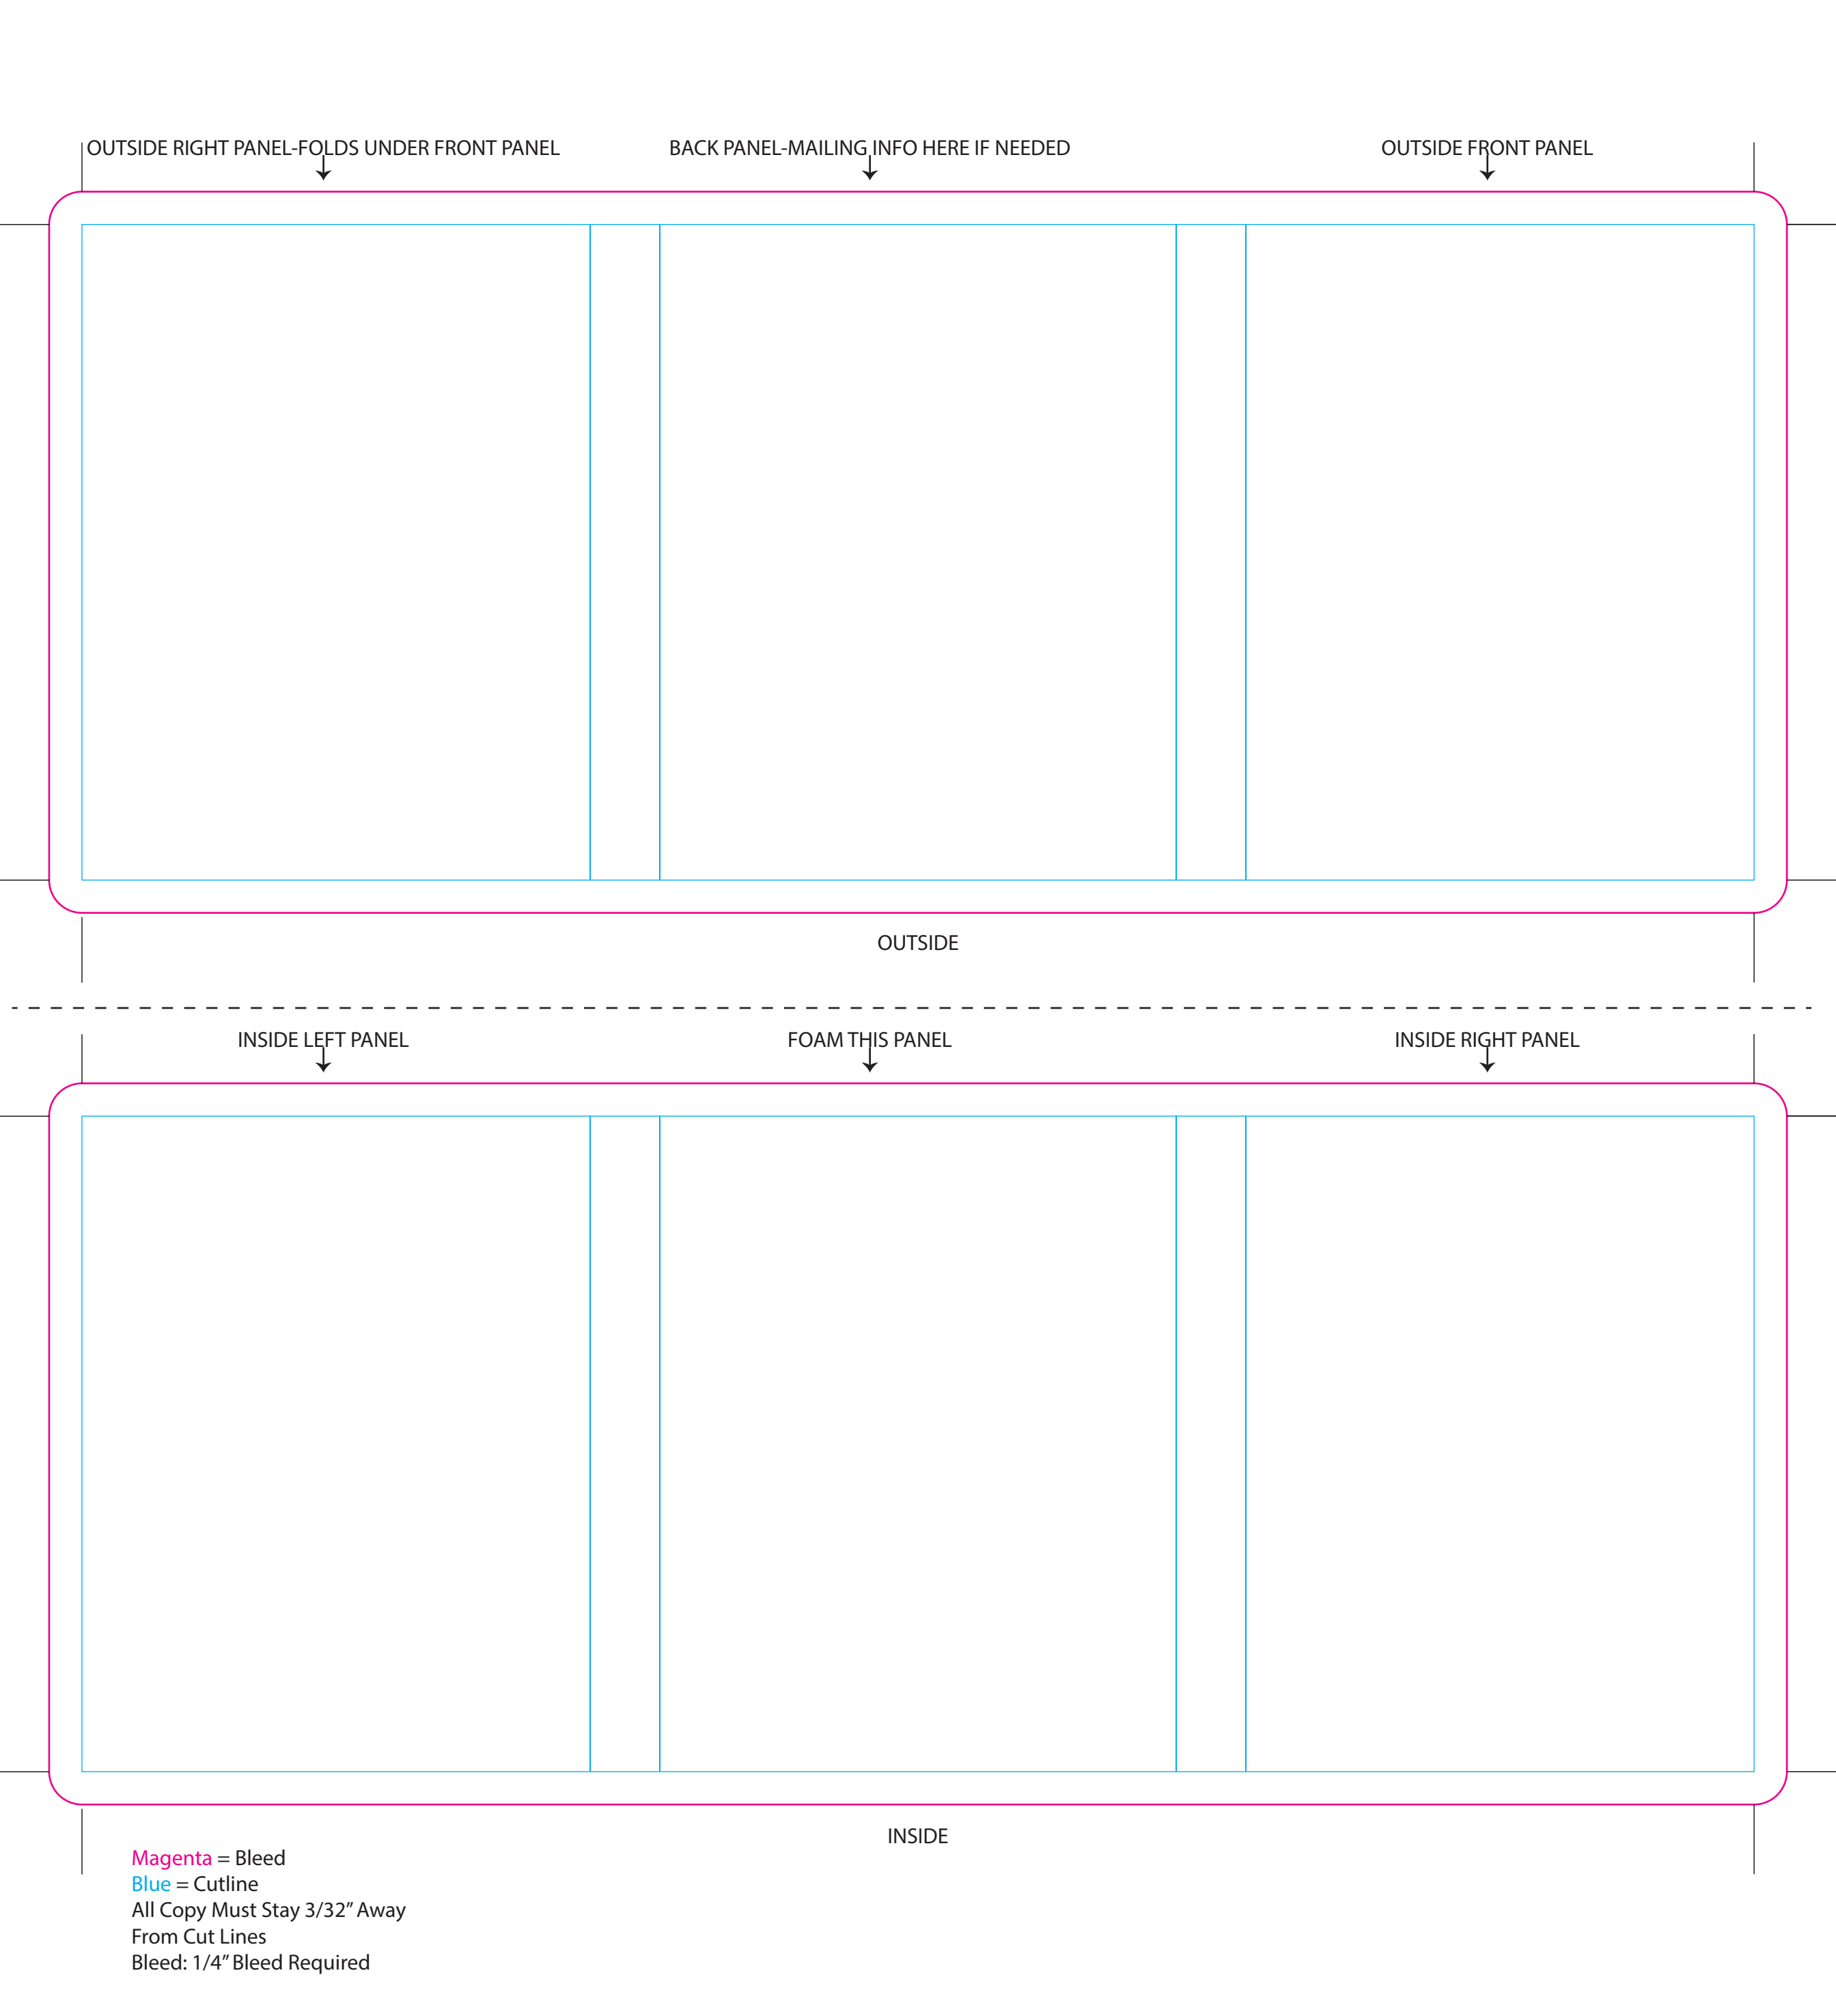 OUTSIDE RIGHT PANEL-FOLDS UNDER FRONT PANEL
BACK PANEL-MAILING INFO HERE IF NEEDED
OUTSIDE FRONT PANEL
OUTSIDE
INSIDE LEFT PANEL
FOAM THIS PANEL
INSIDE RIGHT PANEL
INSIDE
Magenta = Bleed
Blue = Cutline
All Copy Must Stay 3/32” Away
From Cut Lines
Bleed: 1/4” Bleed Required